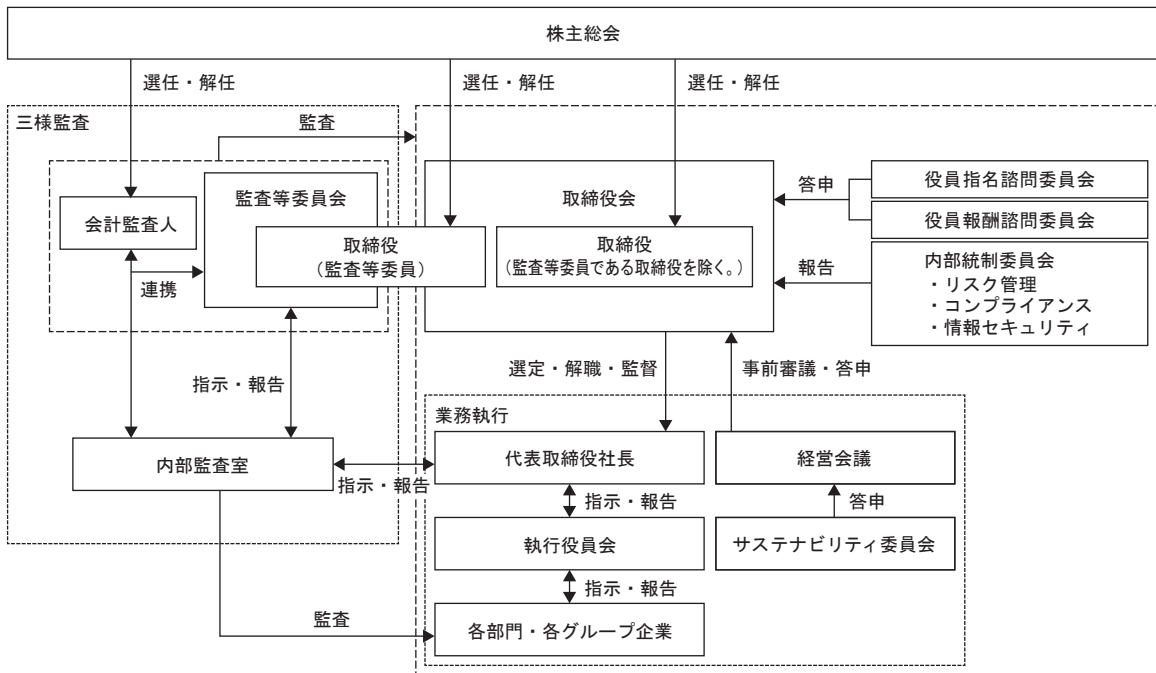 株主総会
選任・解任
選任・解任
選任・解任
三様監査
監査
監査等委員会
会計監査人
連携
取締役
（監査等委員）
取締役会
取締役
（監査等委員である取締役を除く。）
答申
役員指名諮問委員会
役員報酬諮問委員会
報告
内部統制委員会
・リスク管理
・コンプライアンス
・情報セキュリティ
指示・報告
選定・解職・監督
事前審議・答申
業務執行
内部監査室
指示・報告
代表取締役社長
経営会議
指示・報告
答申
執行役員会
サステナビリティ委員会
指示・報告
監査
各部門・各グループ企業